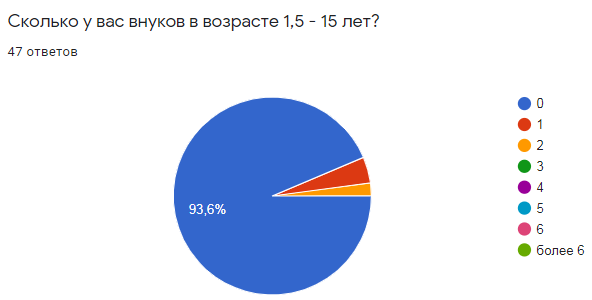 Сколько у вас внуков в возрасте 1,5 - 15 лет?
47 ответов
93,6%
0
1
2
3
4
5
6
более 6